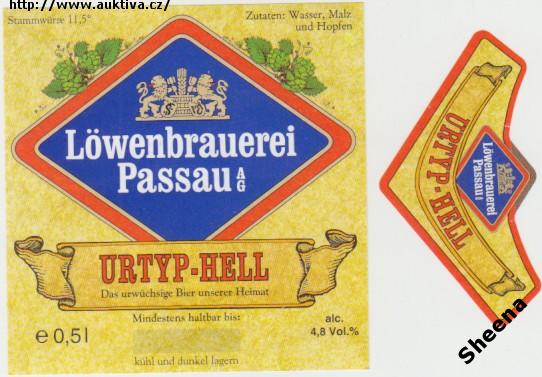 http://www.auktiva.cz/
Stammwürze 11,5°
Zutaten: Wasser, Malz
und Hopfen
Löwenbrauerei
Passau AG
URTYP-HELL
Das urwüchsige Bier unserer Heimat
Mindestens haltbar bis:
e 0,5l
alc.
4,8 Vol.%
kühl und dunkel lagern
Löwenbrauerei
Passau AG
URTYP-HELL
Sheena